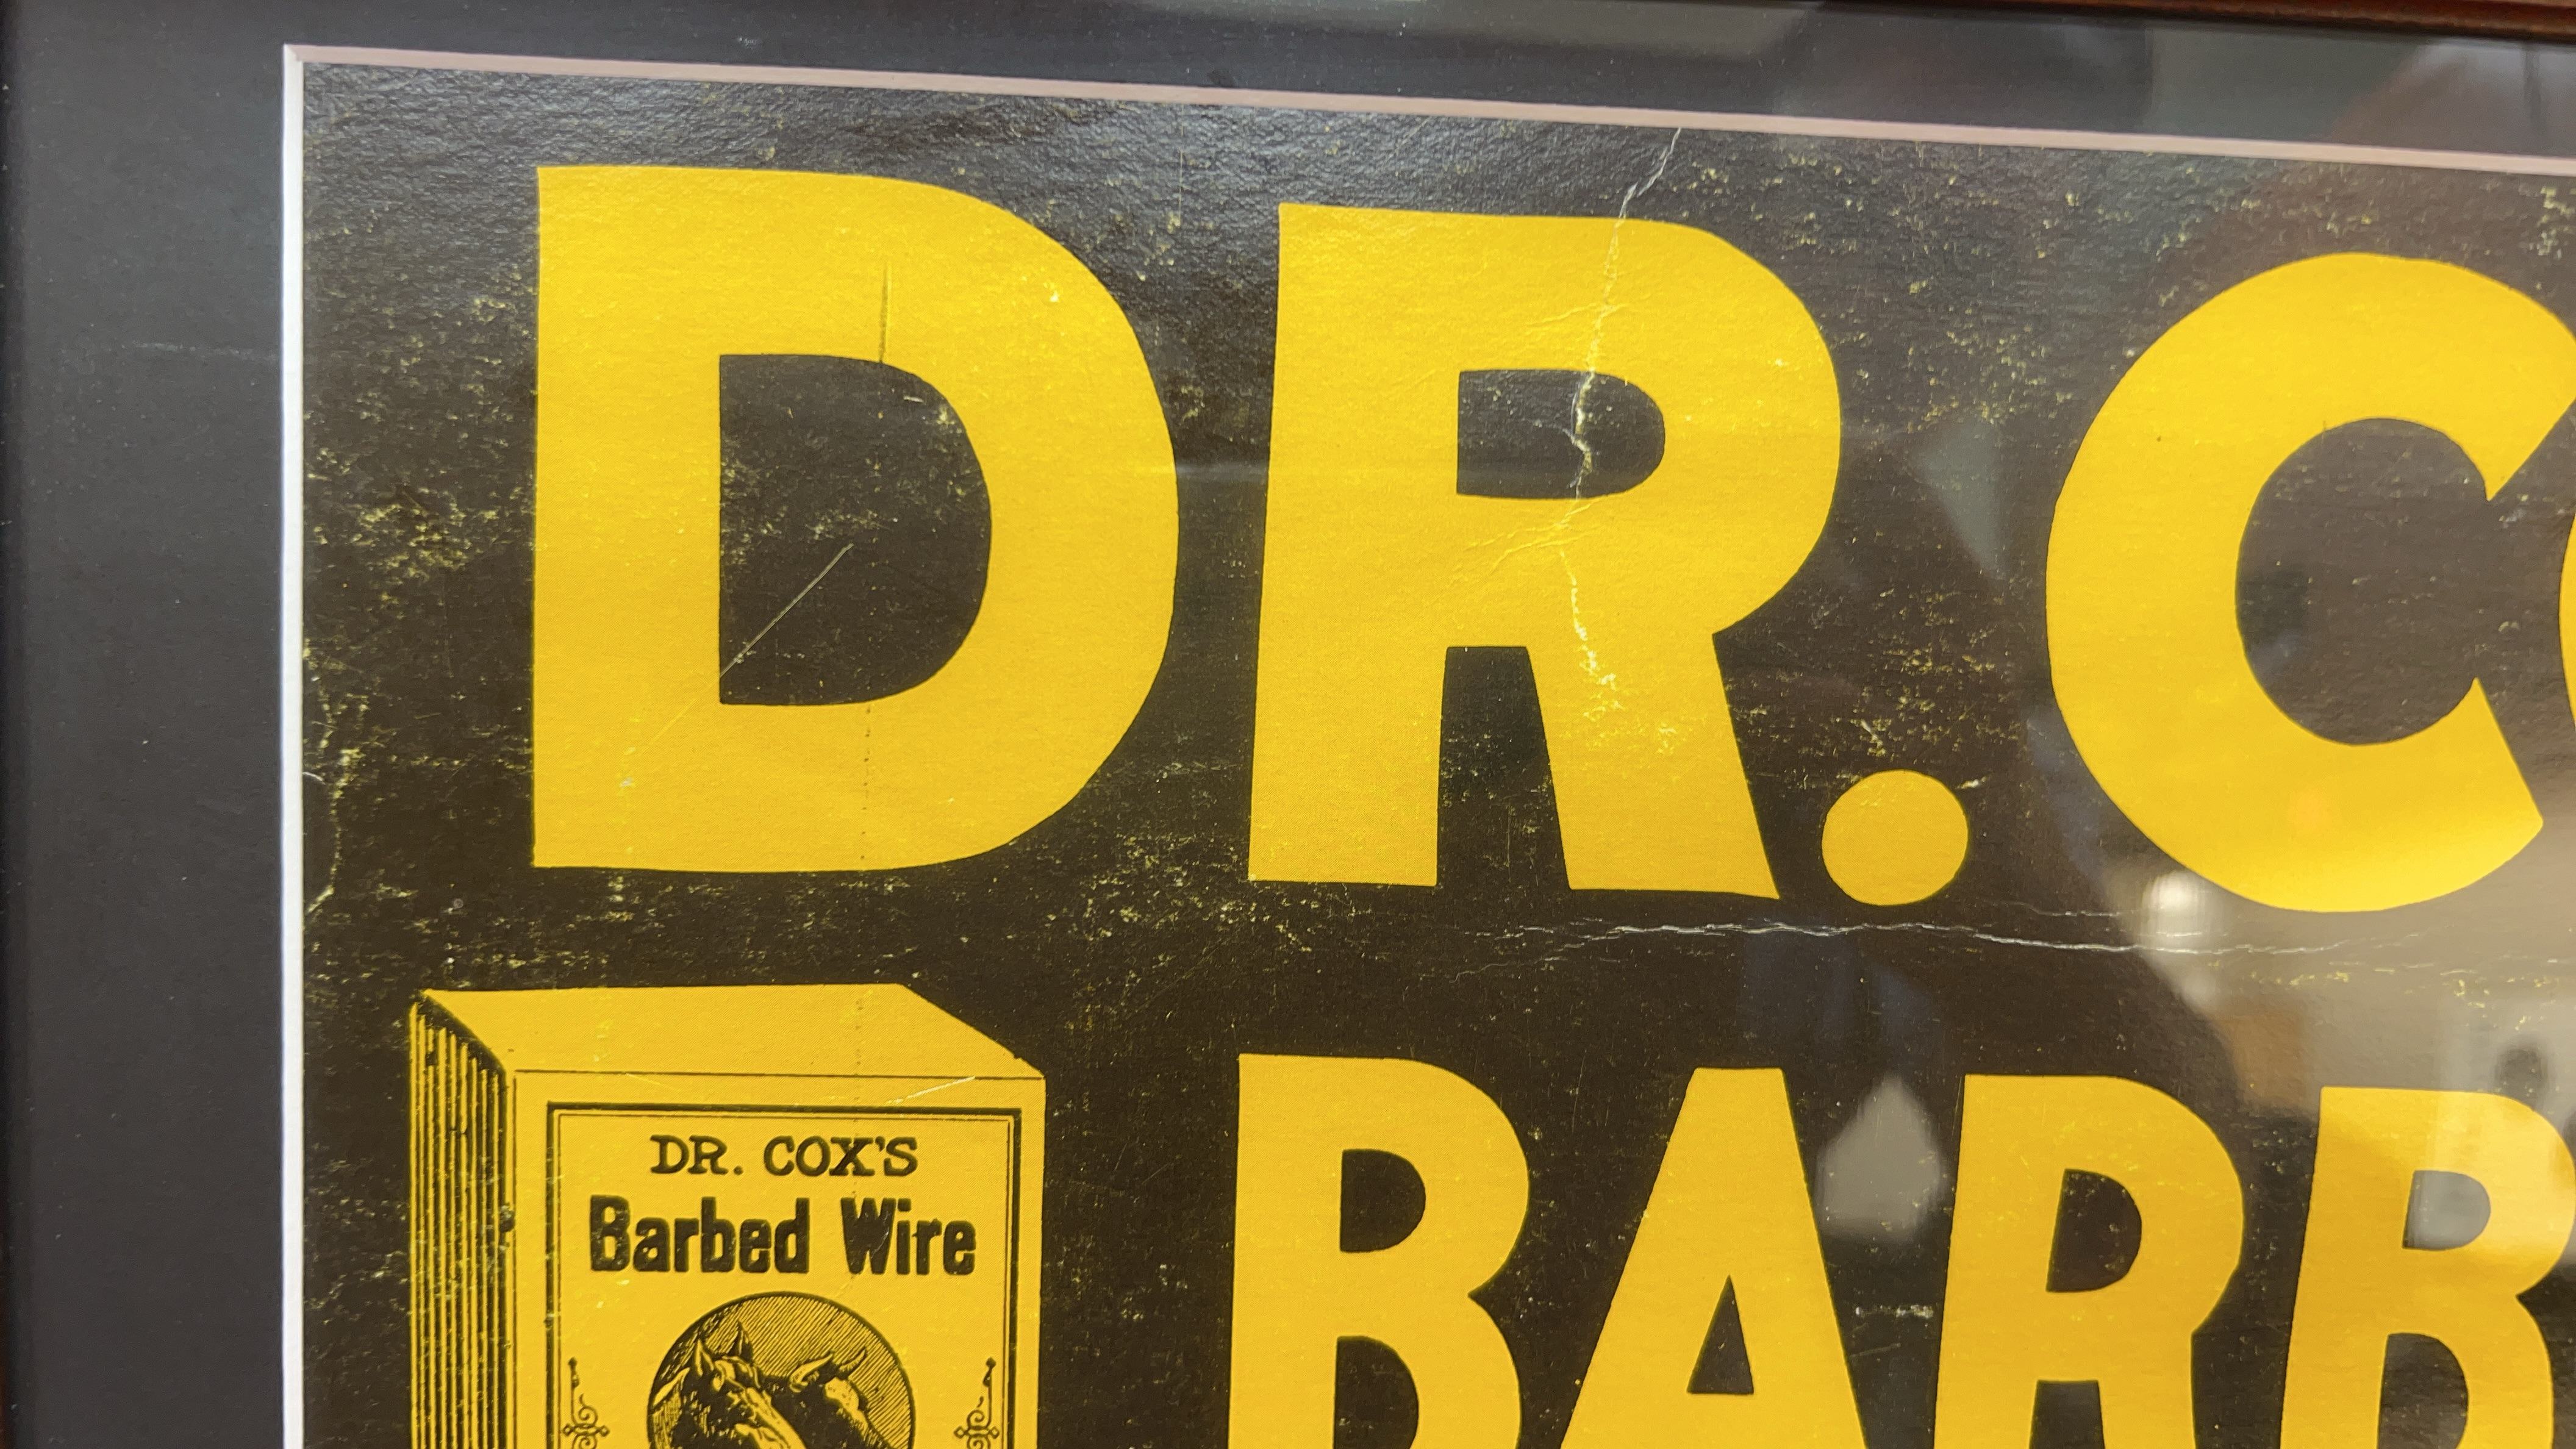 DR. C
BARB
DR. COX'S
Barbed Wire